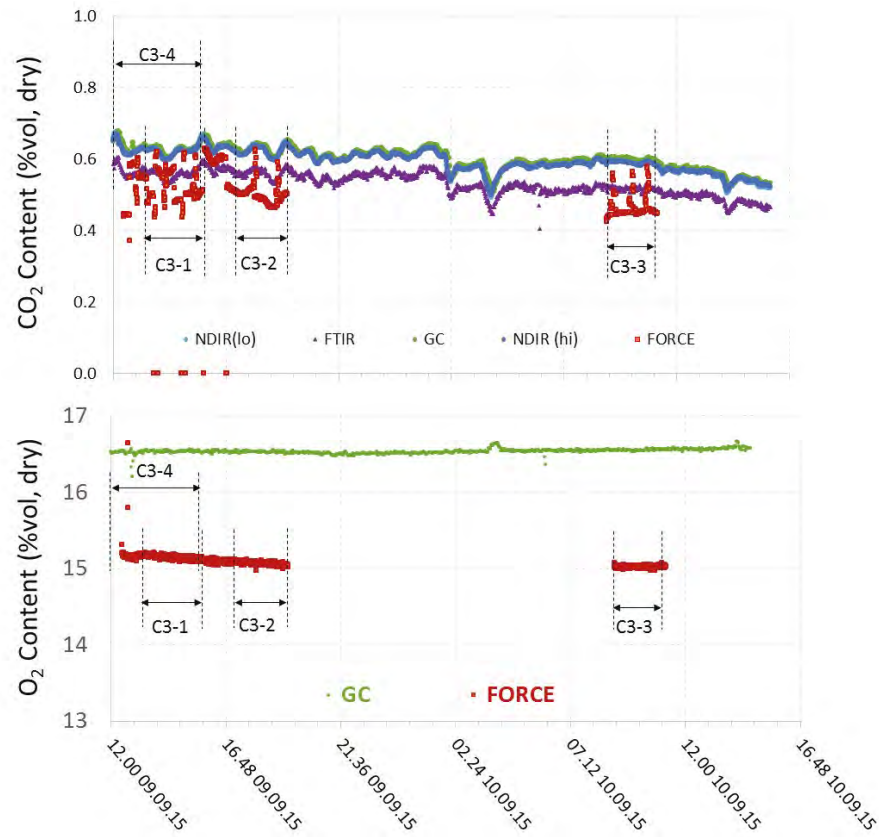 1.0
C3-4
0.8
CO2 Content (%vol, dry)
0.6
0.4
C3-1
C3-2
C3-3
0.2
NDIR(lo) FTIR GC NDIR (hi) FORCE
0.0
17
O2 Content (%vol, dry)
C3-4
16
15
C3-1
C3-2
C3-3
14
GC FORCE
13
12.00 09.09.15
16.48 09.09.15
21.36 09.09.15
02.24 10.09.15
07.12 10.09.15
12.00 10.09.15
16.48 10.09.15